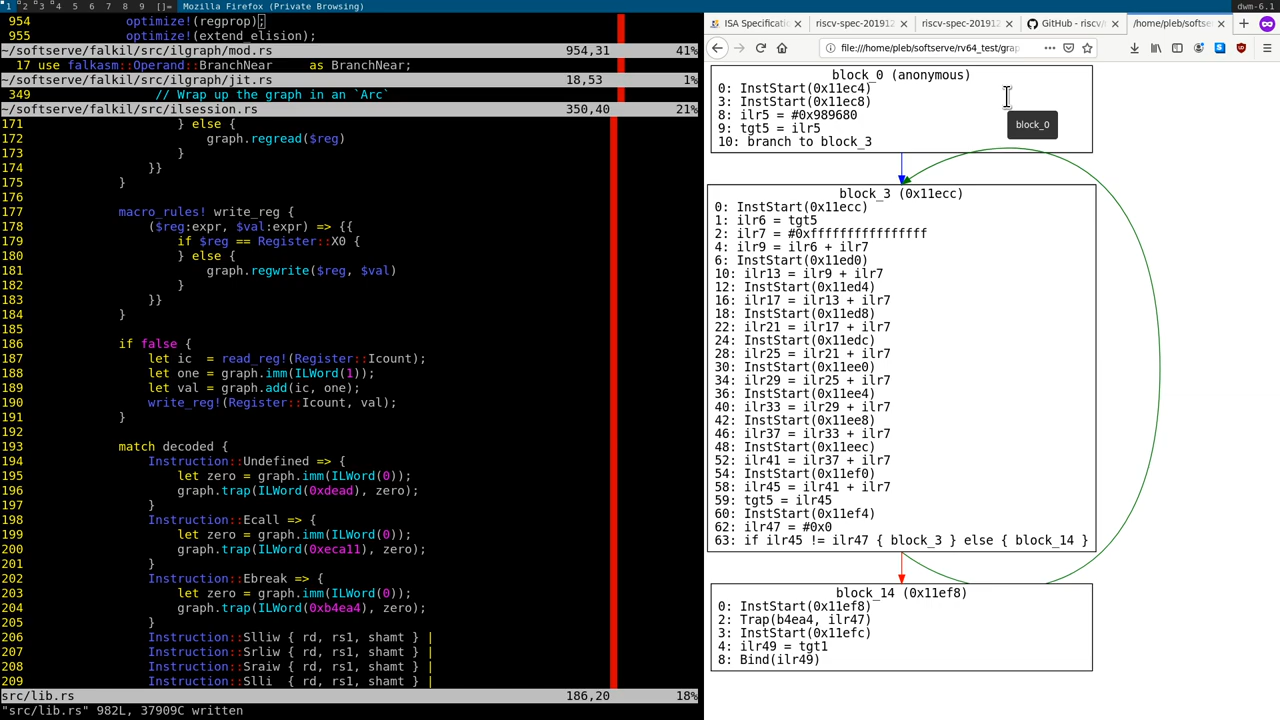 1 2 3 4 5 6 7 8 9 Mozilla Firefox (Private Browsing) dwm-6.1
954 optimize!(regprop);
955 optimize!(extend_elision);
~/softserve/falkil/src/ilgraph/mod.rs 954,31 41%
17 use falkasm::Operand::BranchNear as BranchNear;
~/softserve/falkil/src/ilgraph/jit.rs 18,53 1%
349 // Wrap up the graph in an `Arc`
~/softserve/falkil/src/ilsession.rs 350,40 21%
171 } else {
172 graph.regread($reg)
173 }
174 }}
175 }
176
177 macro_rules! write_reg {
178 ($reg:expr, $val:expr) => {{
179 if $reg == Register::X0 {
180 } else {
181 graph.regwrite($reg, $val)
182 }
183 }}
184 }
185
186 if false {
187 let ic = read_reg!(Register::Icount);
188 let one = graph.imm(ILWord(1));
189 let val = graph.add(ic, one);
190 write_reg!(Register::Icount, val);
191 }
192
193 match decoded {
194 Instruction::Undefined => {
195 let zero = graph.imm(ILWord(0));
196 graph.trap(ILWord(0xdead), zero);
197 }
198 Instruction::Ecall => {
199 let zero = graph.imm(ILWord(0));
200 graph.trap(ILWord(0xeca11), zero);
201 }
202 Instruction::Ebreak => {
203 let zero = graph.imm(ILWord(0));
204 graph.trap(ILWord(0xb4ea4), zero);
205 }
206 Instruction::Slliw { rd, rs1, shamt } |
207 Instruction::Srliw { rd, rs1, shamt } |
208 Instruction::Sraiw { rd, rs1, shamt } |
209 Instruction::Slli { rd, rs1, shamt } |
src/lib.rs 186,20 18%
"src/lib.rs" 982L, 37909C written
ISA Specificati × riscv-spec-201912 × riscv-spec-201912 × GitHub - riscv/r × /home/pleb/softse ×
file:///home/pleb/softserve/rv64_test/grap
block_0 (anonymous)
0: InstStart(0x11ec4)
3: InstStart(0x11ec8)
8: ilr5 = #0x989680
9: tgt5 = ilr5
10: branch to block_3
block_0
block_3 (0x11ecc)
0: InstStart(0x11ecc)
1: ilr6 = tgt5
2: ilr7 = #0xffffffffffffffff
4: ilr9 = ilr6 + ilr7
6: InstStart(0x11ed0)
10: ilr13 = ilr9 + ilr7
12: InstStart(0x11ed4)
16: ilr17 = ilr13 + ilr7
18: InstStart(0x11ed8)
22: ilr21 = ilr17 + ilr7
24: InstStart(0x11edc)
28: ilr25 = ilr21 + ilr7
30: InstStart(0x11ee0)
34: ilr29 = ilr25 + ilr7
36: InstStart(0x11ee4)
40: ilr33 = ilr29 + ilr7
42: InstStart(0x11ee8)
46: ilr37 = ilr33 + ilr7
48: InstStart(0x11eec)
52: ilr41 = ilr37 + ilr7
54: InstStart(0x11ef0)
58: ilr45 = ilr41 + ilr7
59: tgt5 = ilr45
60: InstStart(0x11ef4)
62: ilr47 = #0x0
63: if ilr45 != ilr47 { block_3 } else { block_14 }
block_14 (0x11ef8)
0: InstStart(0x11ef8)
2: Trap(b4ea4, ilr47)
3: InstStart(0x11efc)
4: ilr49 = tgt1
8: Bind(ilr49)